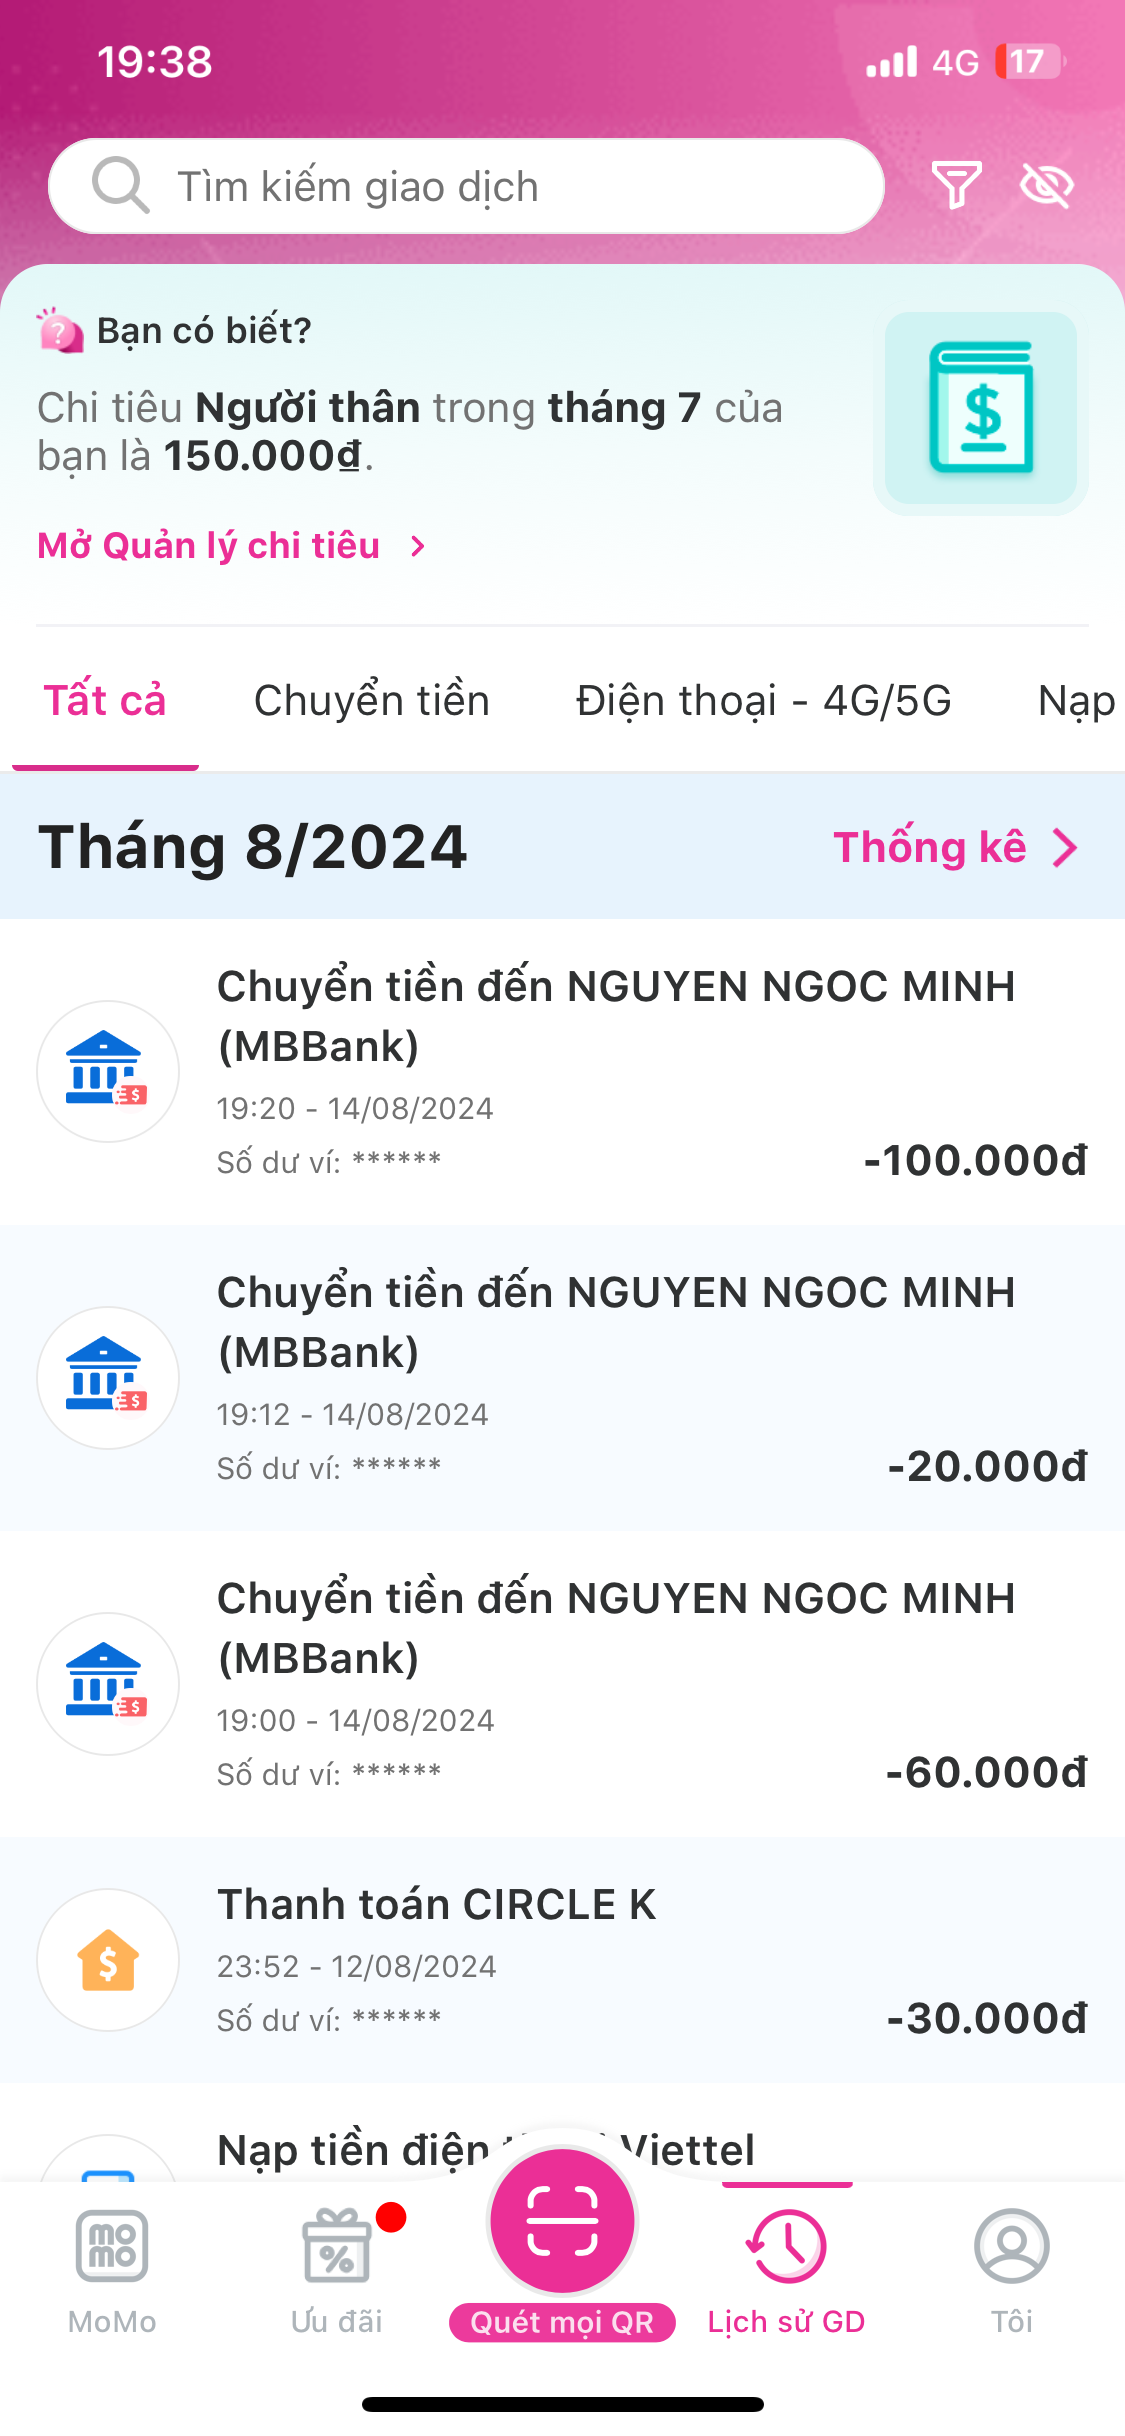 19:38
4G 17
Tìm kiếm giao dịch
Bạn có biết?
Chi tiêu Người thân trong tháng 7 của
bạn là 150.000₫.
Mở Quản lý chi tiêu
Tất cả Chuyển tiền Điện thoại - 4G/5G Nạp
Tháng 8/2024 Thống kê
Chuyển tiền đến NGUYEN NGOC MINH
(MBBank)
19:20 - 14/08/2024
Số dư ví: ****** -100.000đ
Chuyển tiền đến NGUYEN NGOC MINH
(MBBank)
19:12 - 14/08/2024
Số dư ví: ****** -20.000đ
Chuyển tiền đến NGUYEN NGOC MINH
(MBBank)
19:00 - 14/08/2024
Số dư ví: ****** -60.000đ
Thanh toán CIRCLE K
23:52 - 12/08/2024
Số dư ví: ****** -30.000đ
Nạp tiền điện Viettel
MoMo Ưu đãi Quét mọi QR Lịch sử GD Tôi